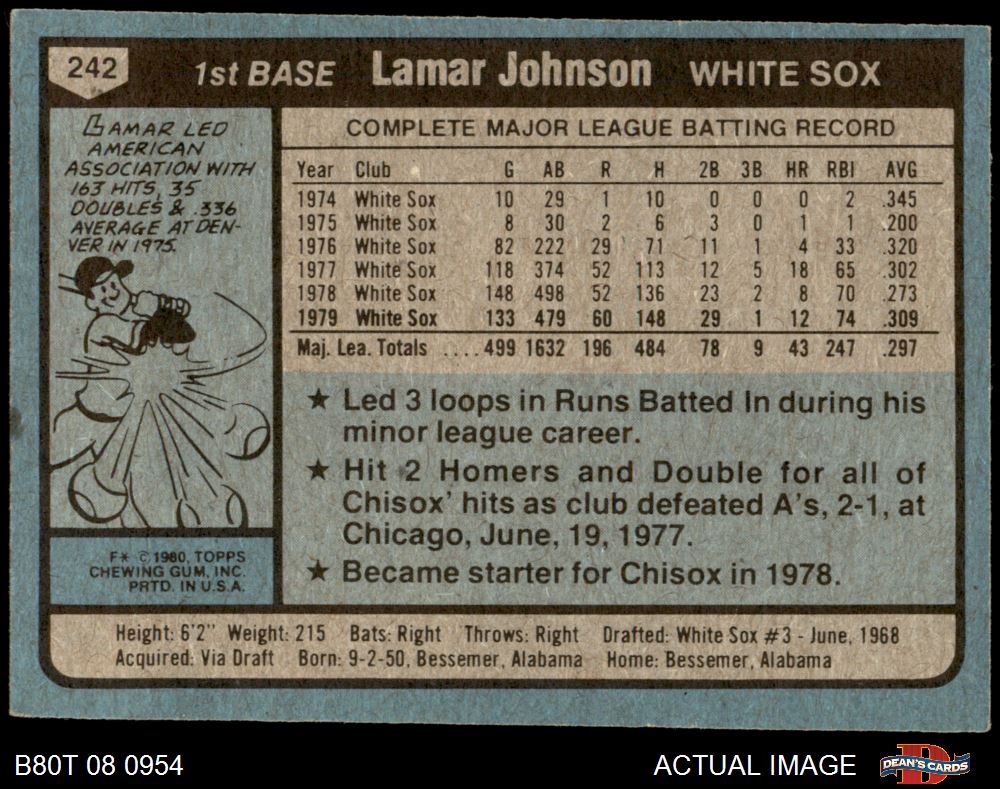 242 1st BASE Lamar Johnson WHITE SOX
LAMAR LED
AMERICAN
ASSOCIATION WITH
163 HITS, 35
DOUBLES & .336
AVERAGE AT DEN-
VER IN 1975.
COMPLETE MAJOR LEAGUE BATTING RECORD
Year Club G AB R H 2B 3B HR RBI AVG
1974 White Sox 10 29 1 10 0 0 0 2 .345
1975 White Sox 8 30 2 6 3 0 1 1 .200
1976 White Sox 82 222 29 71 11 1 4 33 .320
1977 White Sox 118 374 52 113 12 5 18 65 .302
1978 White Sox 148 498 52 136 23 2 8 70 .273
1979 White Sox 133 479 60 148 29 1 12 74 .309
Maj. Lea. Totals ....499 1632 196 484 78 9 43 247 .297
★ Led 3 loops in Runs Batted In during his
minor league career.
★ Hit 2 Homers and Double for all of
Chisox' hits as club defeated A's, 2-1, at
Chicago, June, 19, 1977.
★ Became starter for Chisox in 1978.
F* © 1980, TOPPS
CHEWING GUM, INC.
PRTD. IN U.S.A.
Height: 6'2" Weight: 215 Bats: Right Throws: Right Drafted: White Sox #3 - June, 1968
Acquired: Via Draft Born: 9-2-50, Bessemer, Alabama Home: Bessemer, Alabama
B80T 08 0954 ACTUAL IMAGE DEAN'S CARDS